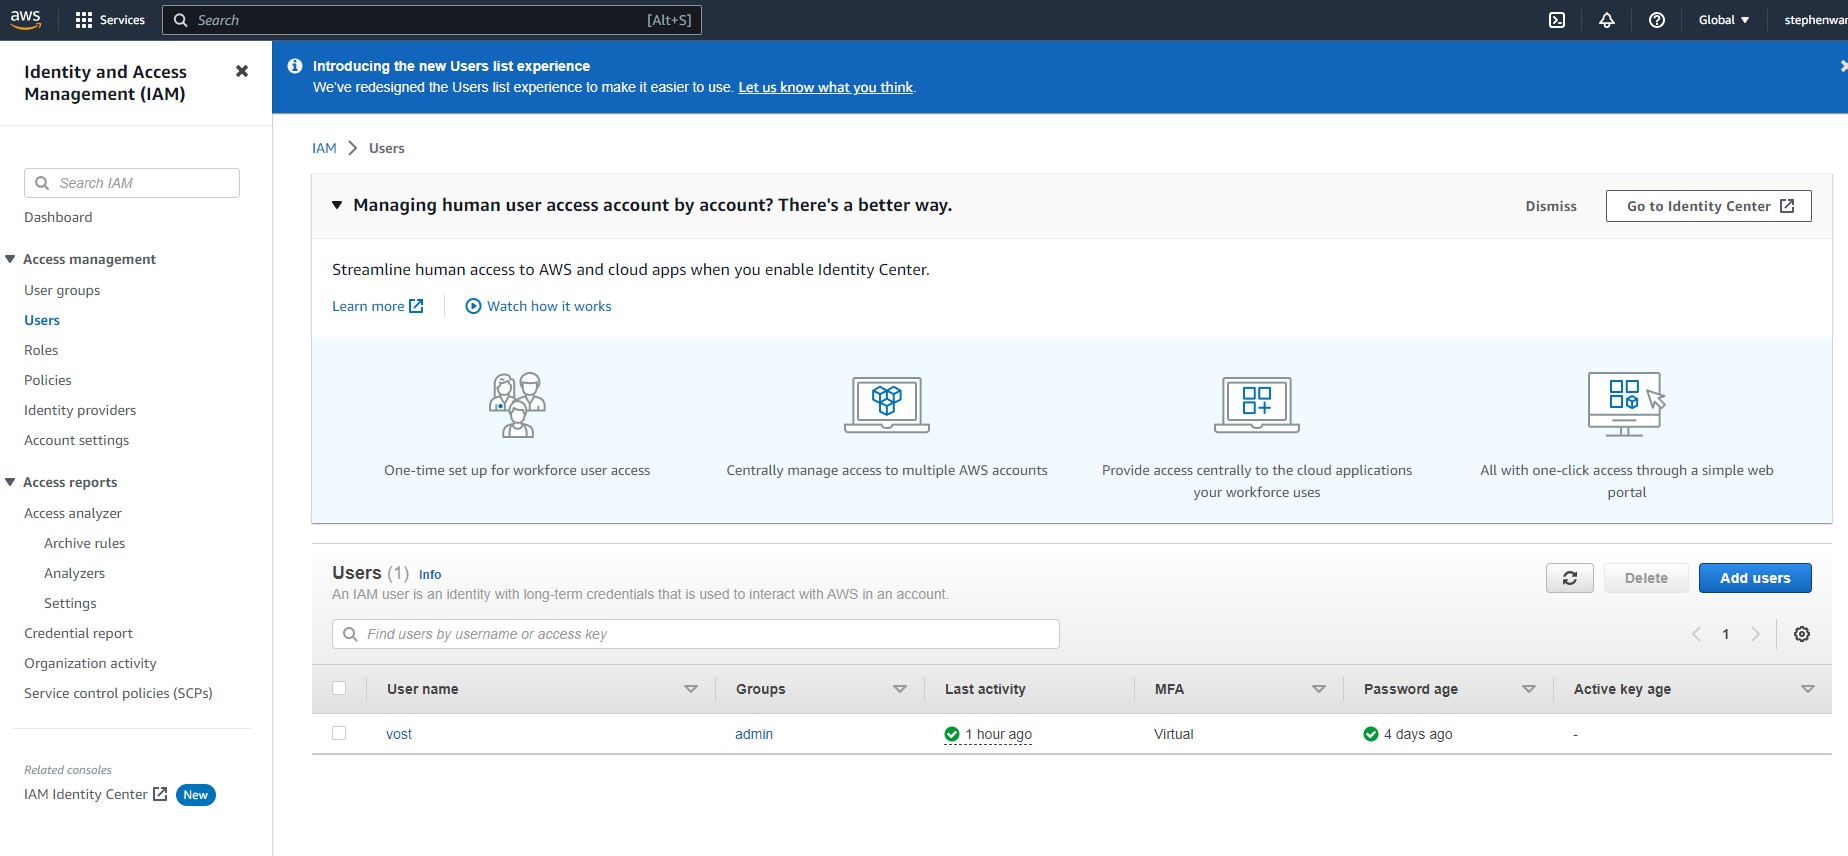 aws
Services
Search [Alt+S]
Global
Identity and Access
Management (IAM)
Search IAM
Dashboard
Access management
User groups
Users
Roles
Policies
Identity providers
Account settings
Access reports
Access analyzer
Archive rules
Analyzers
Settings
Credential report
Organization activity
Service control policies (SCPs)
Related consoles
IAM Identity Center New
Introducing the new Users list experience
We've redesigned the Users list experience to make it easier to use. Let us know what you think.
IAM Users
Managing human user access account by account? There's a better way.
Dismiss
Go to Identity Center
Streamline human access to AWS and cloud apps when you enable Identity Center.
Learn more
Watch how it works
One-time set up for workforce user access
Centrally manage access to multiple AWS accounts
Provide access centrally to the cloud applications
your workforce uses
All with one-click access through a simple web
portal
Users (1) Info
An IAM user is an identity with long-term credentials that is used to interact with AWS in an account.
Delete
Add users
Find users by username or access key
1
User name Groups Last activity MFA Password age Active key age
vost admin 1 hour ago Virtual 4 days ago -